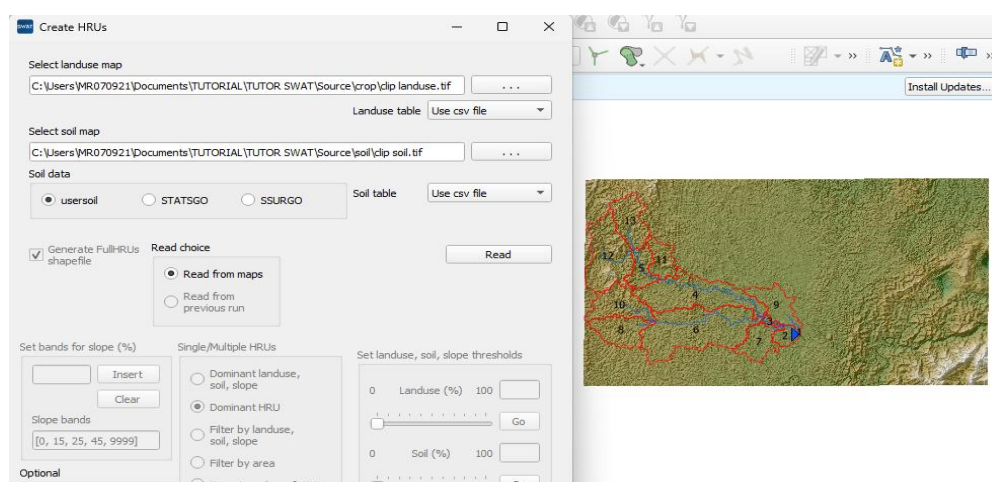 SWAT Create HRUs
Select landuse map
C:\Users\MR070921\Documents\TUTORIAL\TUTOR SWAT\Source\crop\clip landuse.tif
. . .
Landuse table Use csv file
Select soil map
C:\Users\MR070921\Documents\TUTORIAL\TUTOR SWAT\Source\soil\clip soil.tif
. . .
Soil data
usersoil STATSGO SSURGO
Soil table Use csv file
Generate FullHRUs
shapefile
Read choice
Read from maps
Read from
previous run
Read
Set bands for slope (%)
Insert
Clear
Slope bands
[0, 15, 25, 45, 9999]
Optional
Single/Multiple HRUs
Dominant landuse,
soil, slope
Dominant HRU
Filter by landuse,
soil, slope
Filter by area
Set landuse, soil, slope thresholds
0 Landuse (%) 100
Go
0 Soil (%) 100
Install Updates...
13
12
11
5
4
10
9
3
8
6
7
2